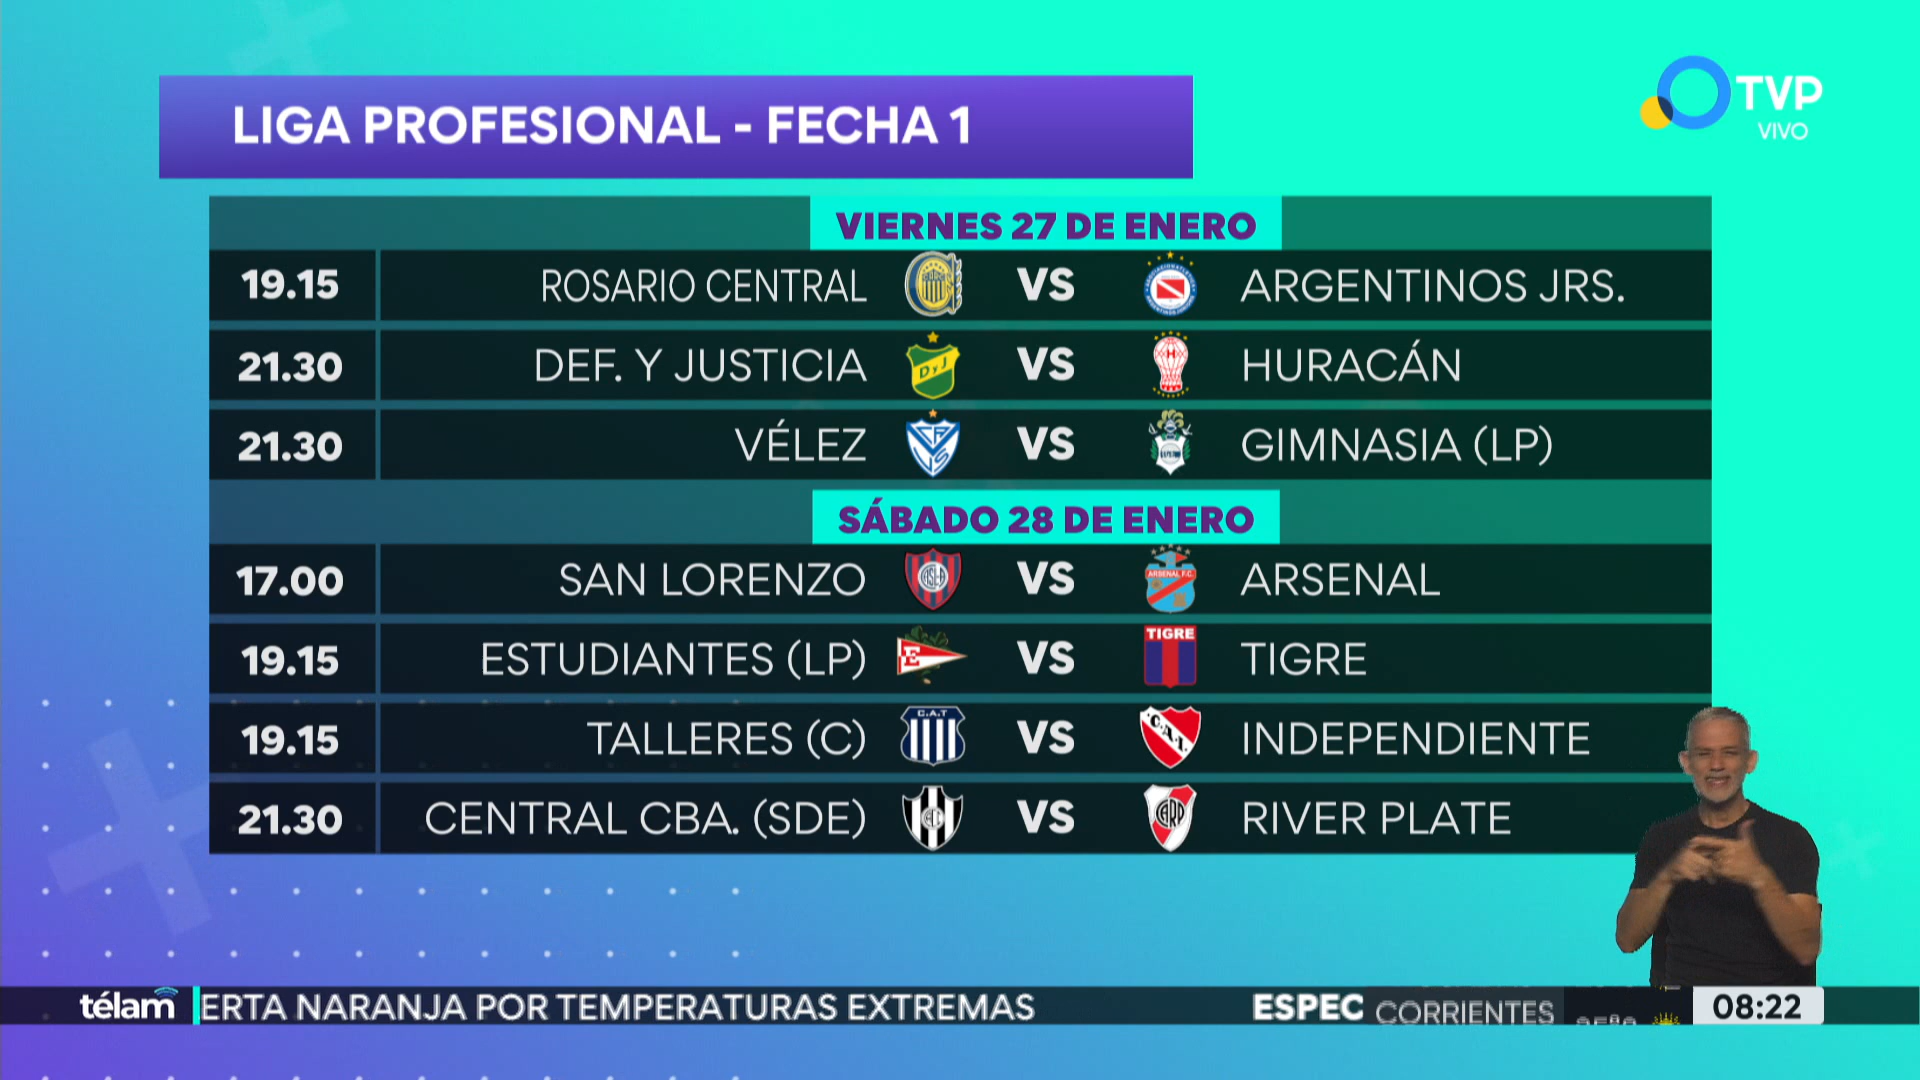 LIGA PROFESIONAL - FECHA 1
TVP
VIVO
VIERNES 27 DE ENERO
19.15 ROSARIO CENTRAL VS ARGENTINOS JRS.
21.30 DEF. Y JUSTICIA VS HURACÁN
21.30 VÉLEZ VS GIMNASIA (LP)
SÁBADO 28 DE ENERO
17.00 SAN LORENZO VS ARSENAL
19.15 ESTUDIANTES (LP) VS TIGRE
19.15 TALLERES (C) VS INDEPENDIENTE
21.30 CENTRAL CBA. (SDE) VS RIVER PLATE
télam ERTA NARANJA POR TEMPERATURAS EXTREMAS ESPEC CORRIENTES 08:22